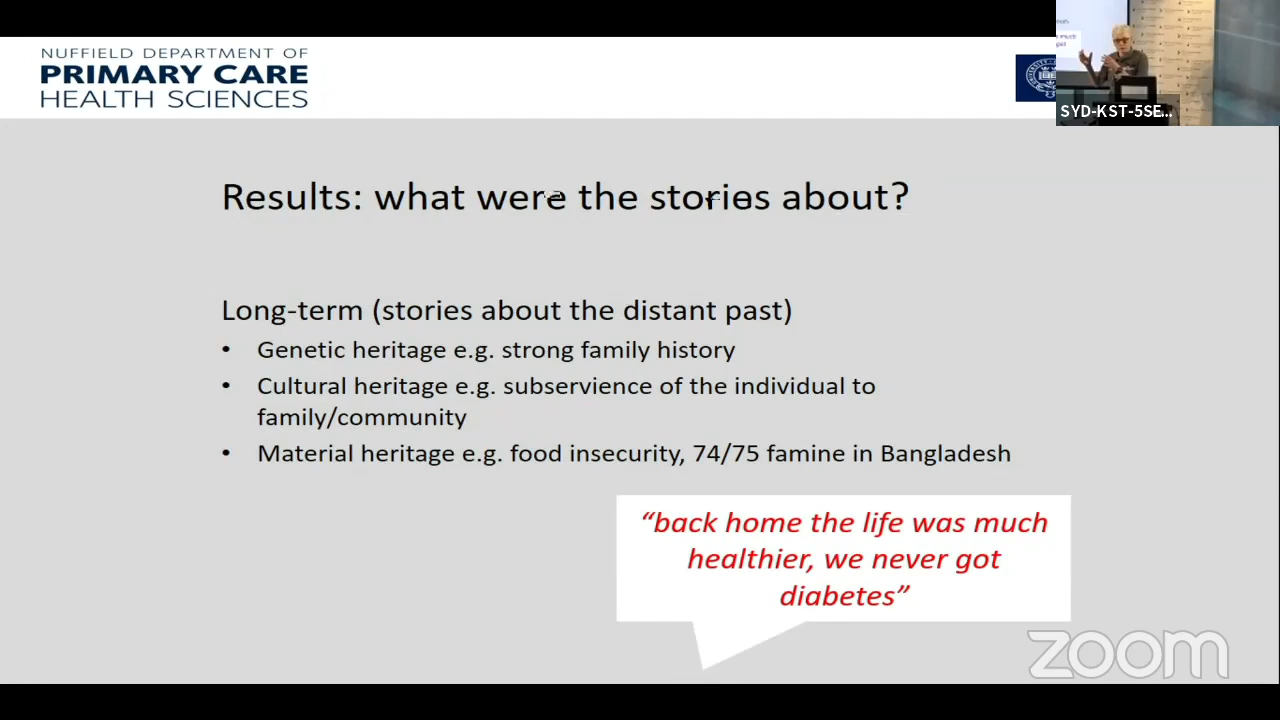 NUFFIELD DEPARTMENT OF
PRIMARY CARE
HEALTH SCIENCES
SYD-KST-5SE...
Results: what were the stories about?
Long-term (stories about the distant past)
• Genetic heritage e.g. strong family history
• Cultural heritage e.g. subservience of the individual to
family/community
• Material heritage e.g. food insecurity, 74/75 famine in Bangladesh
“back home the life was much
healthier, we never got
diabetes”
zoom